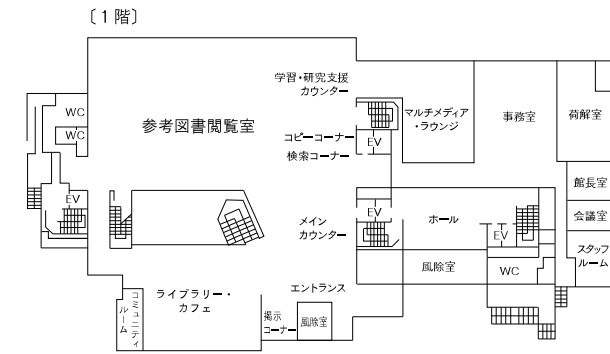 〔1階〕
学習・研究支援
カウンター
WC
WC
参考図書閲覧室
マルチメディア
・ラウンジ
事務室
荷解室
コピーコーナー
EV
検索コーナー
館長室
EV
EV
メイン
カウンター
ホール
EV
会議室
スタッフ
ルーム
風除室
WC
エントランス
ライブラリー・
カフェ
コミュニティ
ルーム
掲示
コーナー
風除室